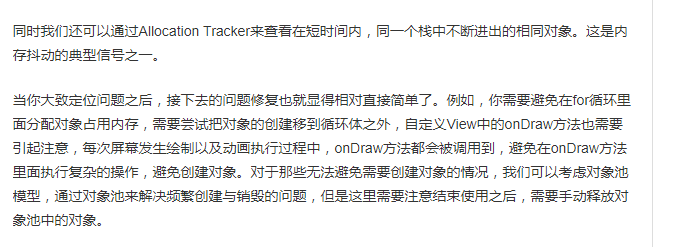 同时我们还可以通过Allocation Tracker来查看在短时间内，同一个栈中不断进出的相同对象。这是内
存抖动的典型信号之一。
当你大致定位问题之后，接下去的问题修复也就显得相对直接简单了。例如，你需要避免在for循环里
面分配对象占用内存，需要尝试把对象的创建移到循环体之外，自定义View中的onDraw方法也需要
引起注意，每次屏幕发生绘制以及动画执行过程中，onDraw方法都会被调用到，避免在onDraw方法
里面执行复杂的操作，避免创建对象。对于那些无法避免需要创建对象的情况，我们可以考虑对象池
模型，通过对象池来解决频繁创建与销毁的问题，但是这里需要注意结束使用之后，需要手动释放对
象池中的对象。